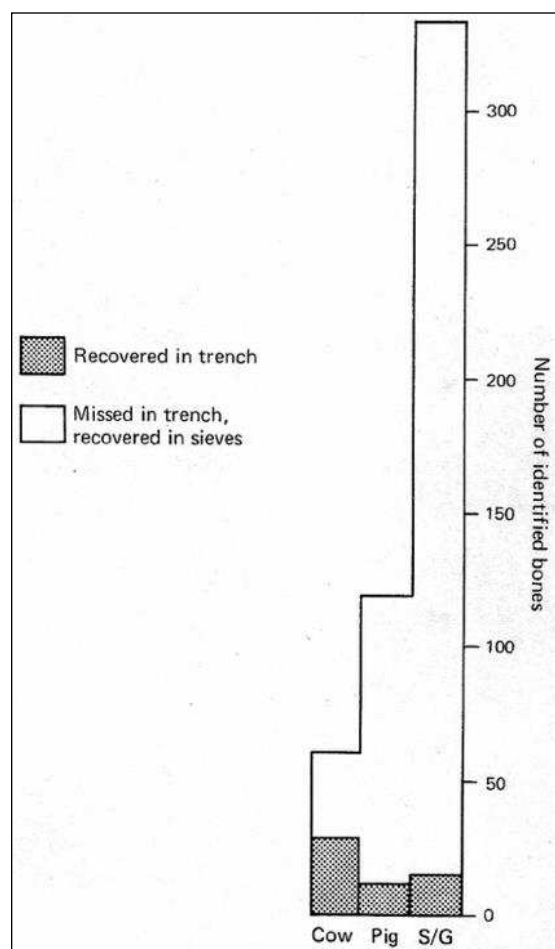 300
250
Recovered in trench
Missed in trench,
recovered in sieves
200
150
100
50
0
Number of identified bones
Cow Pig S/G